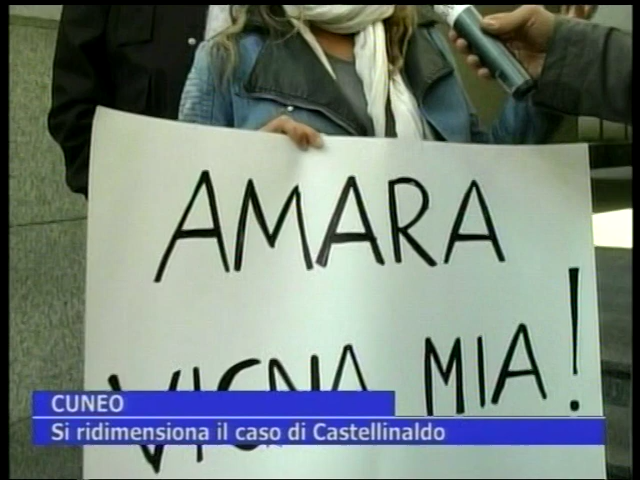 AMARA
VIGNA MIA!
CUNEO
Si ridimensiona il caso di Castellinaldo